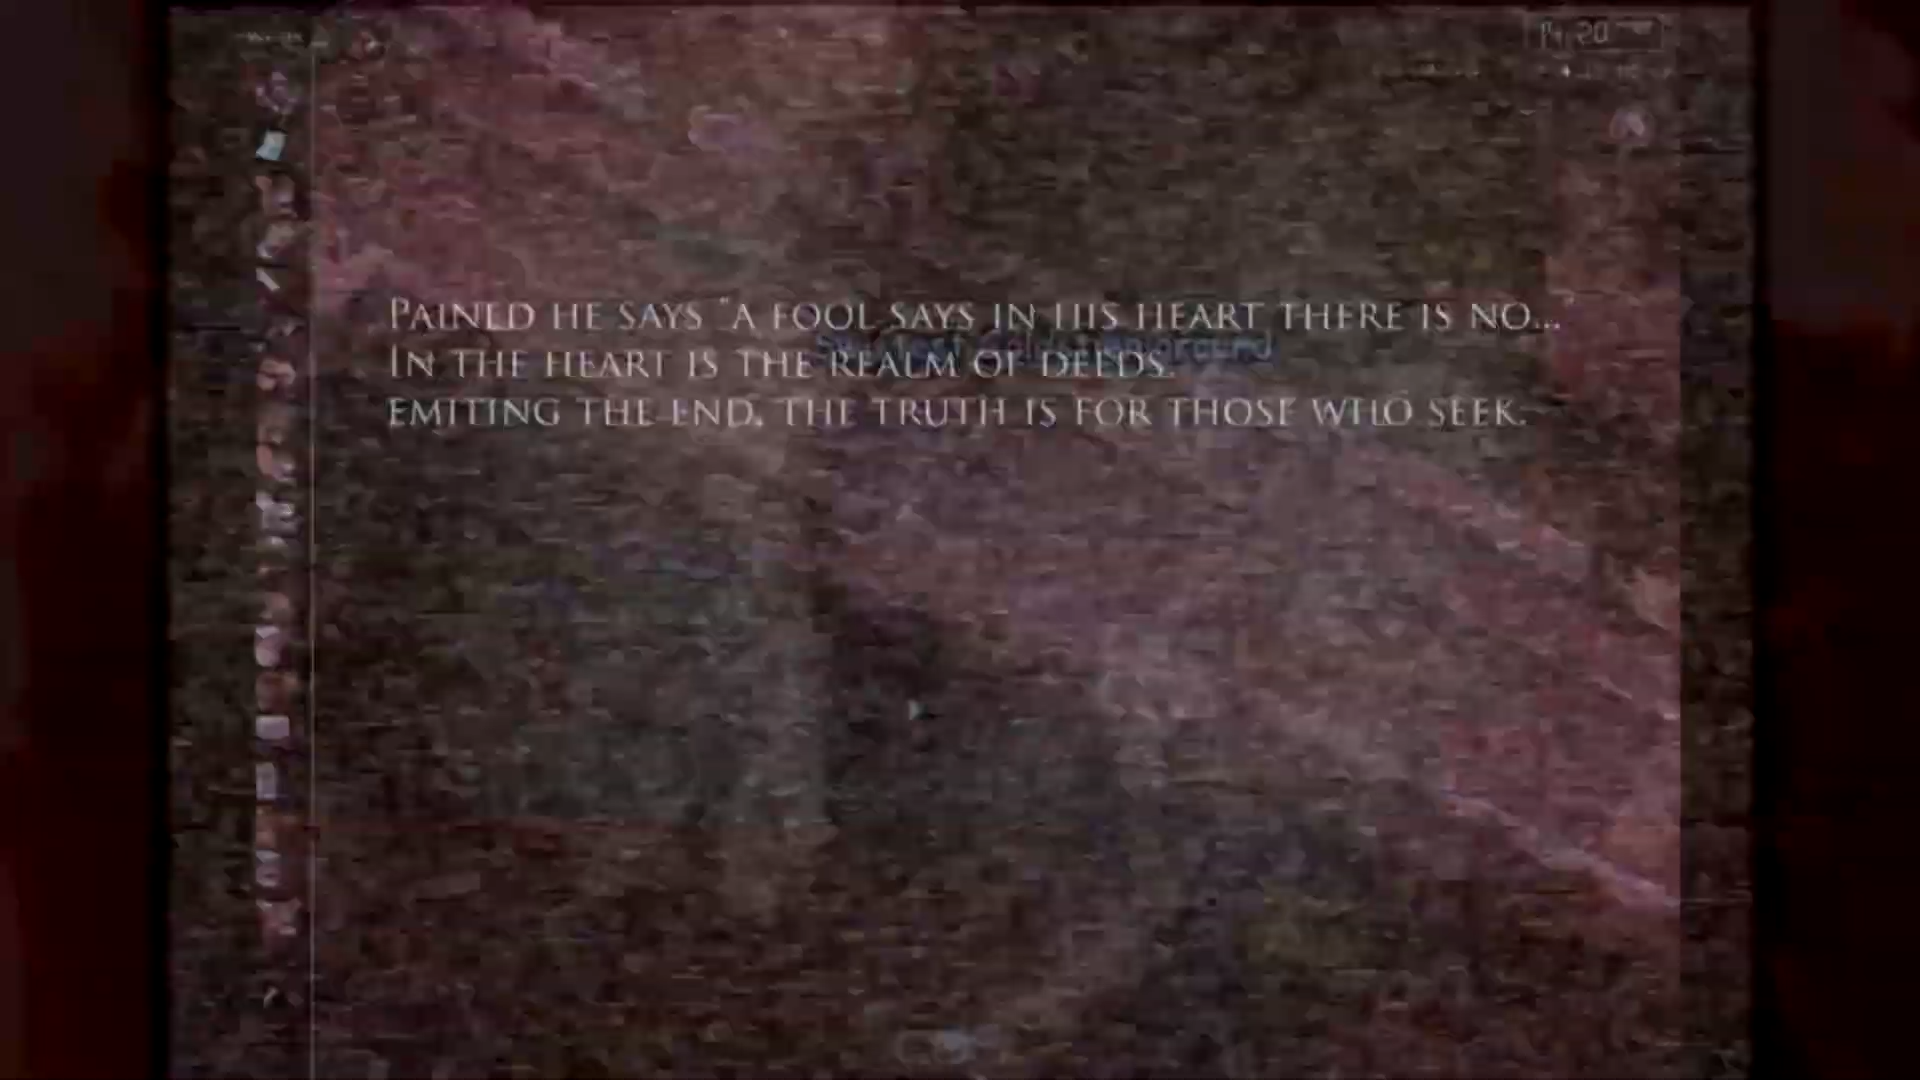 PAINED HE SAYS "A FOOL SAYS IN HIS HEART THERE IS NO..."
IN THE HEART IS THE REALM OF DEEDS.
EMITING THE END. THE TRUTH IS FOR THOSE WHO SEEK.